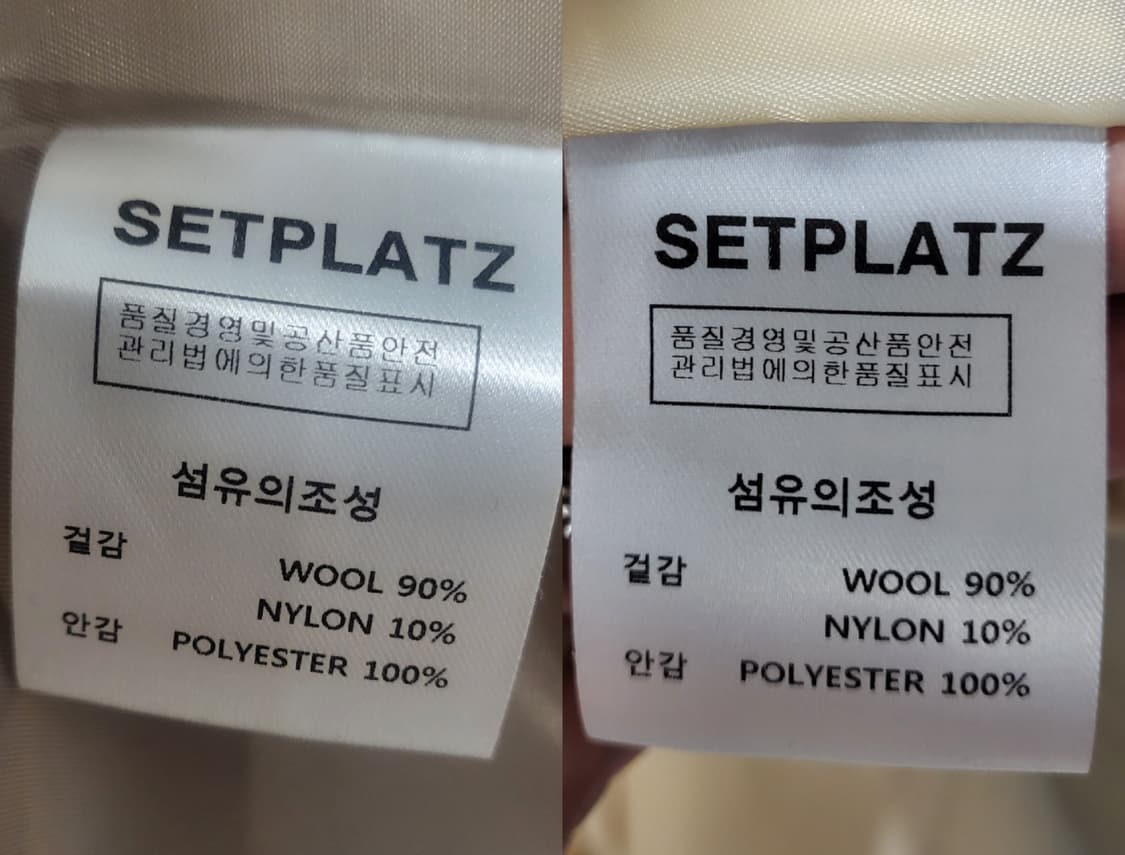 SETPLATZ
품질경영및공산품안전
관리법에의한품질표시
섬유의조성
겉감
WOOL 90%
NYLON 10%
안감 POLYESTER 100%
SETPLATZ
품질경영및공산품안전
관리법에의한품질표시
섬유의조성
겉감 WOOL 90%
NYLON 10%
안감 POLYESTER 100%